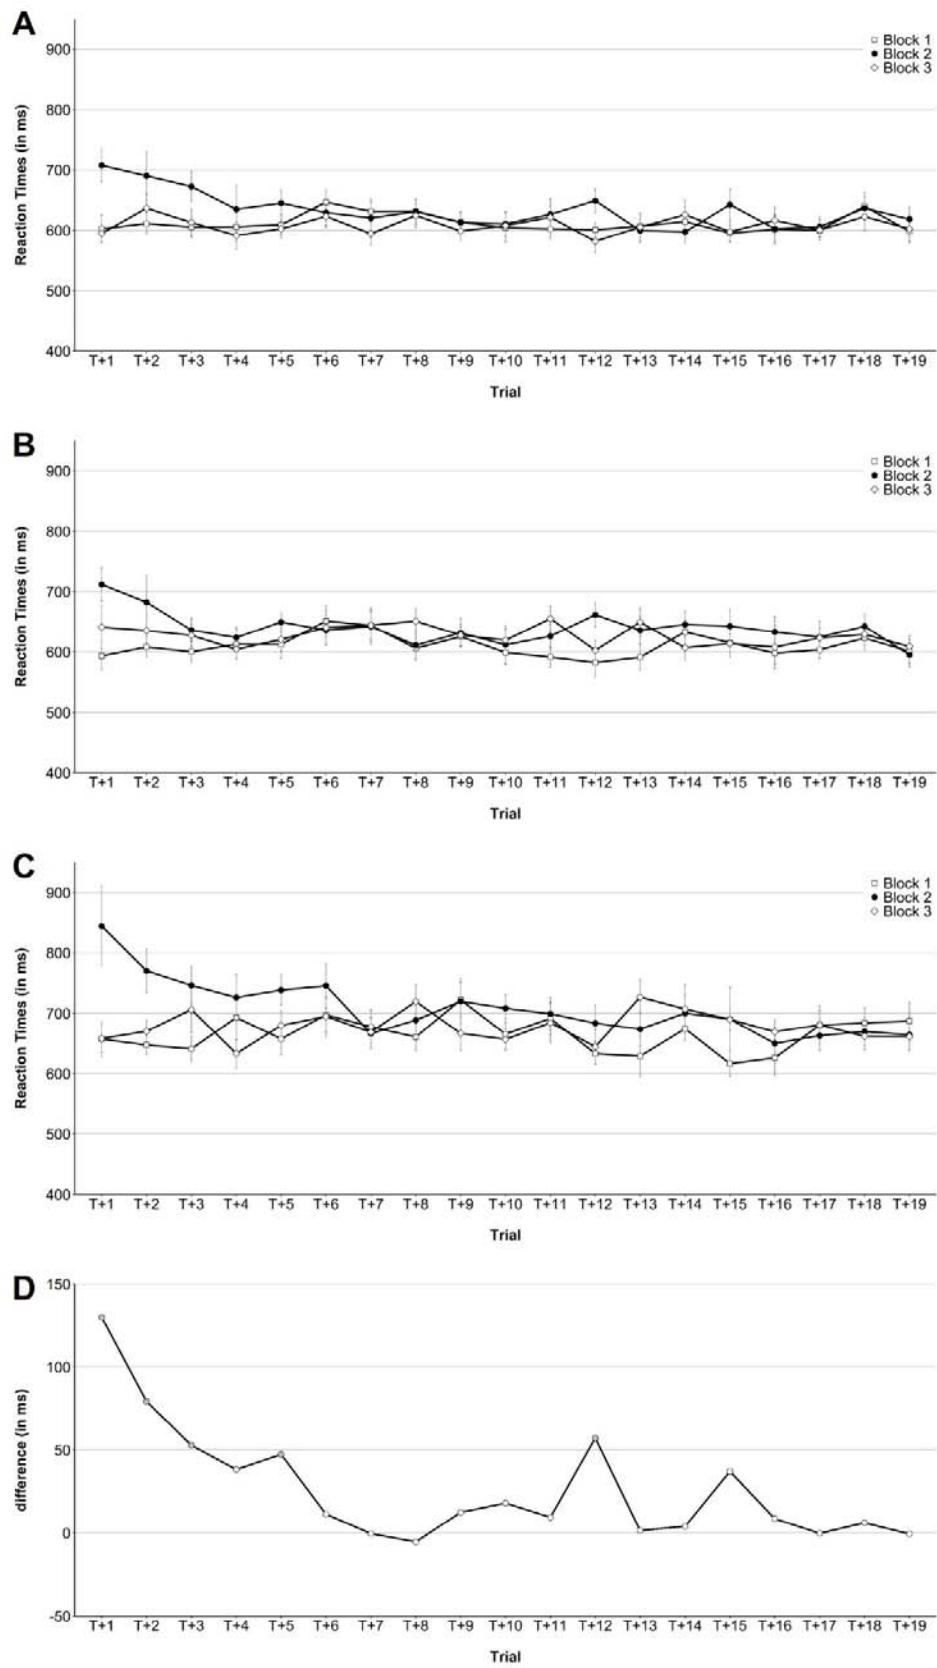 A
Reaction Times (in ms)
900
800
700
600
500
400
Block 1
Block 2
Block 3
T+1 T+2 T+3 T+4 T+5 T+6 T+7 T+8 T+9 T+10 T+11 T+12 T+13 T+14 T+15 T+16 T+17 T+18 T+19
Trial
B
Reaction Times (in ms)
900
800
700
600
500
400
Block 1
Block 2
Block 3
T+1 T+2 T+3 T+4 T+5 T+6 T+7 T+8 T+9 T+10 T+11 T+12 T+13 T+14 T+15 T+16 T+17 T+18 T+19
Trial
C
Reaction Times (in ms)
900
800
700
600
500
400
Block 1
Block 2
Block 3
T+1 T+2 T+3 T+4 T+5 T+6 T+7 T+8 T+9 T+10 T+11 T+12 T+13 T+14 T+15 T+16 T+17 T+18 T+19
Trial
D
difference (in ms)
150
100
50
0
-50
T+1 T+2 T+3 T+4 T+5 T+6 T+7 T+8 T+9 T+10 T+11 T+12 T+13 T+14 T+15 T+16 T+17 T+18 T+19
Trial